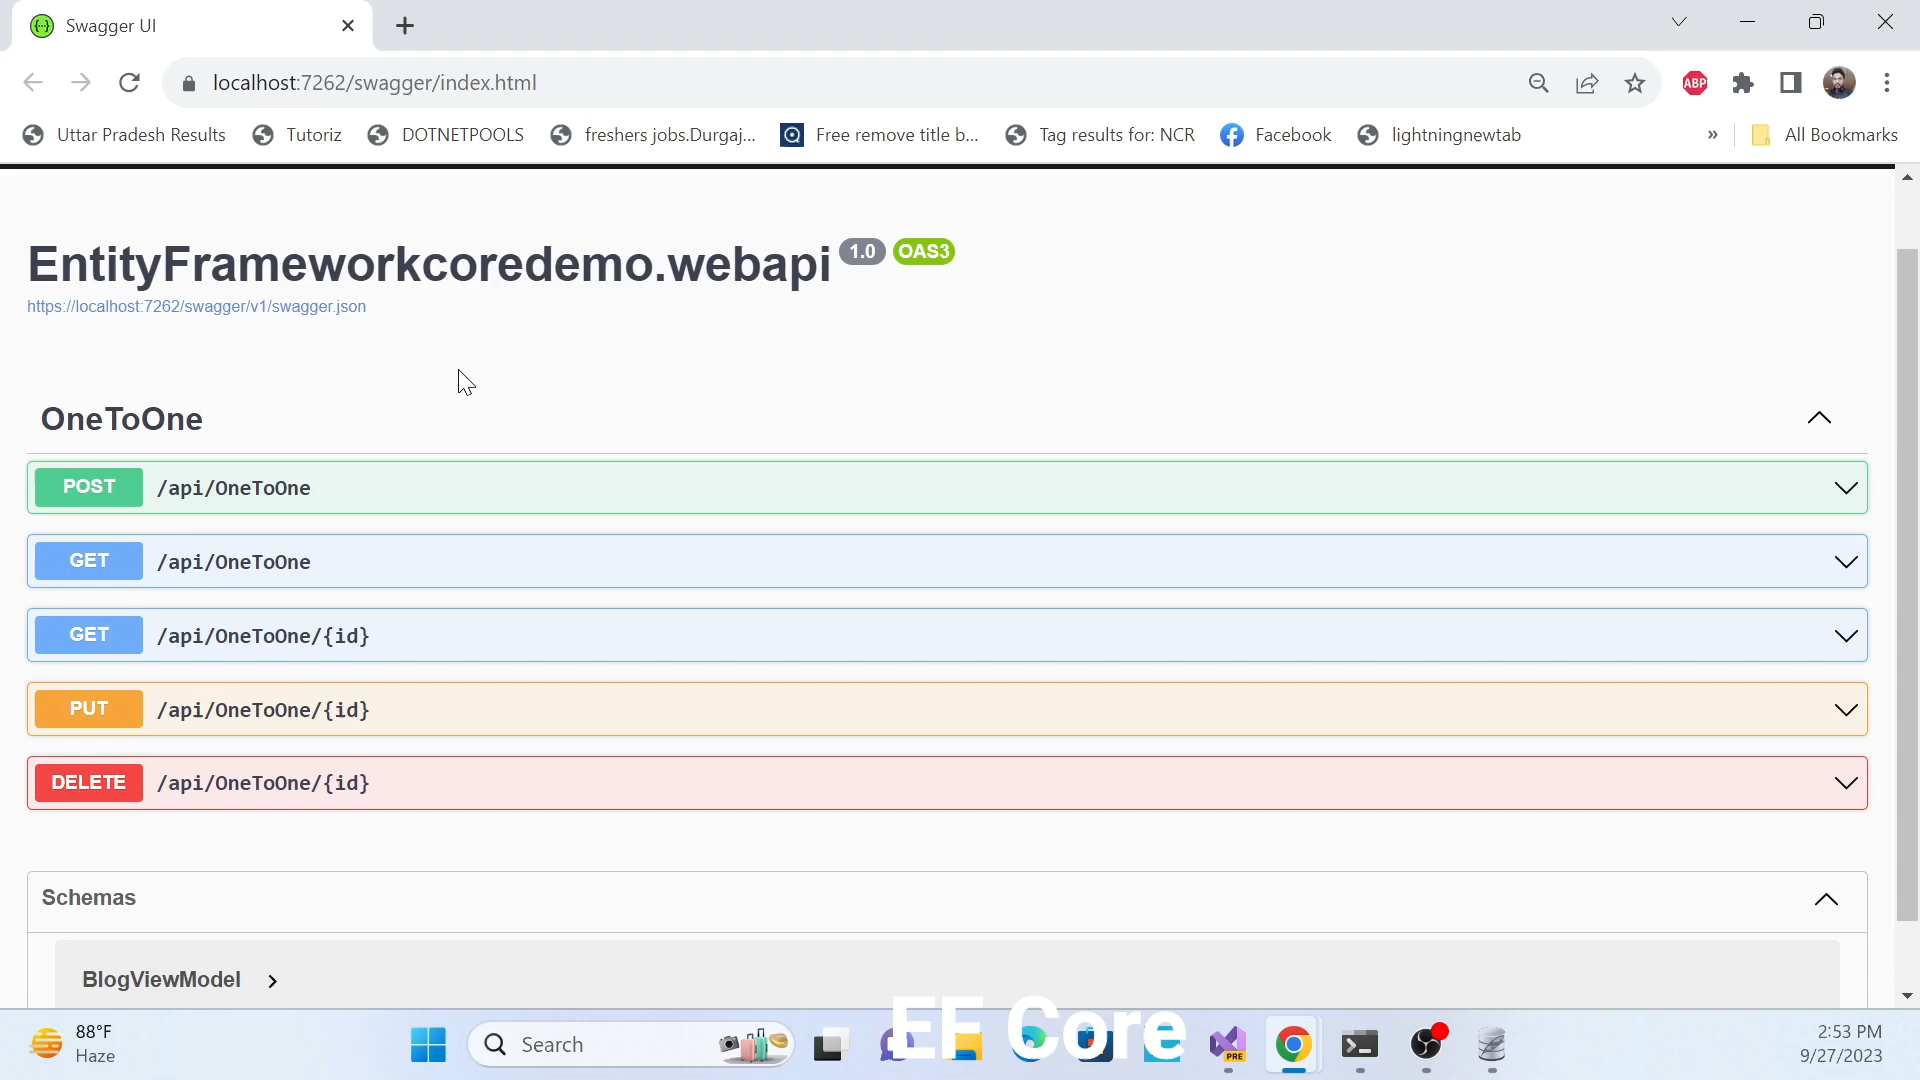 Swagger UI
localhost:7262/swagger/index.html
ABP
Uttar Pradesh Results
Tutoriz
DOTNETPOOLS
freshers jobs.Durgaj...
Free remove title b...
Tag results for: NCR
Facebook
lightningnewtab
»
All Bookmarks
EntityFrameworkcoredemo.webapi 1.0 OAS3
https://localhost:7262/swagger/v1/swagger.json
OneToOne
POST /api/OneToOne
GET /api/OneToOne
GET /api/OneToOne/{id}
PUT /api/OneToOne/{id}
DELETE /api/OneToOne/{id}
Schemas
BlogViewModel
EF Core
88°F
Haze
Search
PRE
2:53 PM
9/27/2023